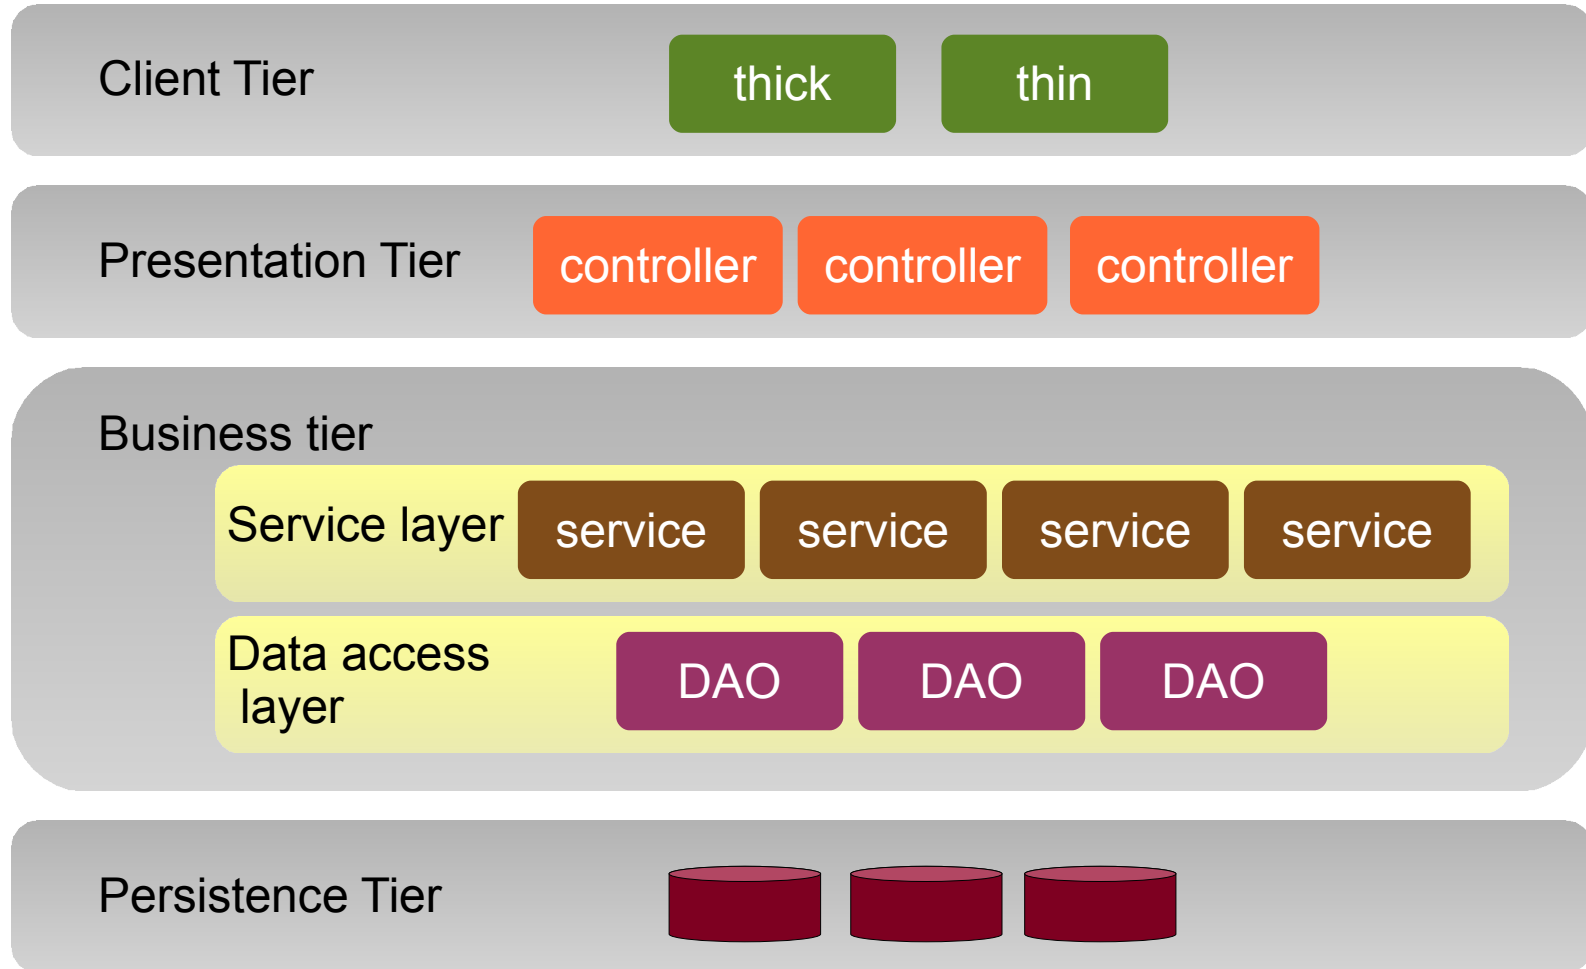 Client Tier
thick
thin
Presentation Tier
controller
controller
controller
Business tier
Service layer
service
service
service
service
Data access
layer
DAO
DAO
DAO
Persistence Tier